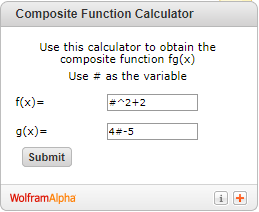 Composite Function Calculator
Use this calculator to obtain the
composite function fg(x)
Use # as the variable
f(x)= #^2+2
g(x)= 4#-5
Submit
WolframAlpha i +